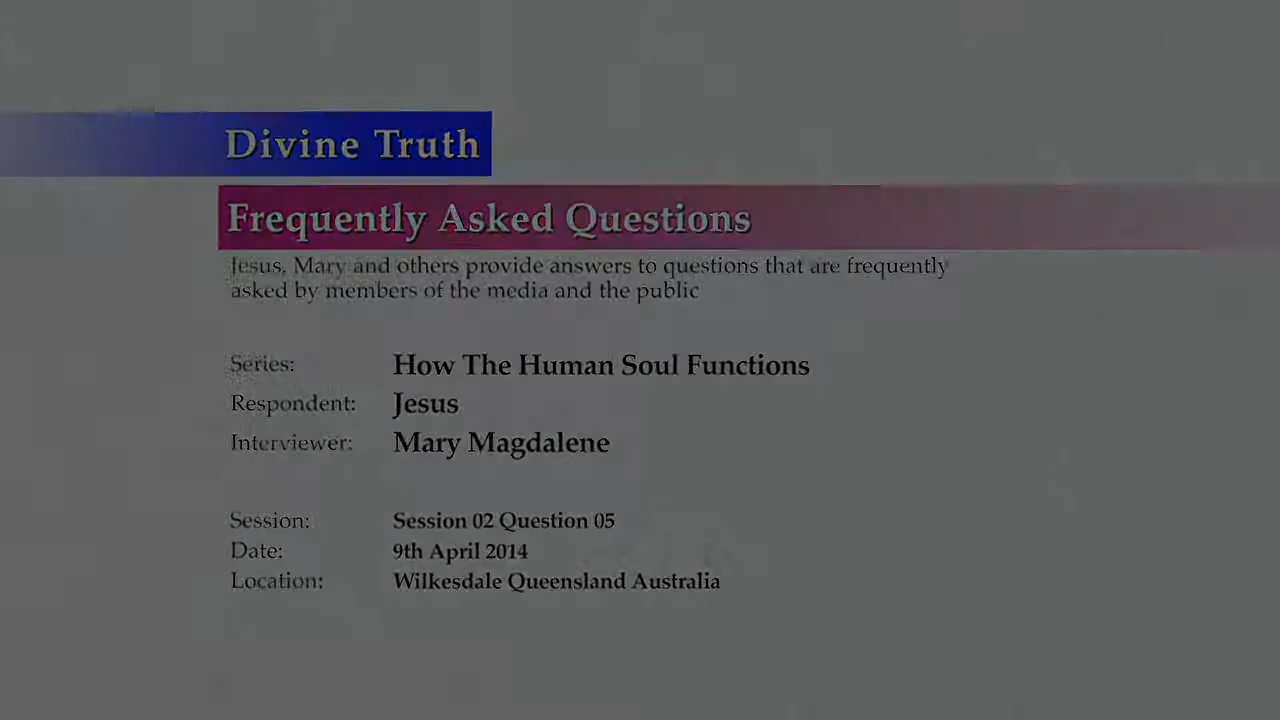 Divine Truth
Frequently Asked Questions
Jesus, Mary and others provide answers to questions that are frequently
asked by members of the media and the public
Series: How The Human Soul Functions
Respondent: Jesus
Interviewer: Mary Magdalene
Session: Session 02 Question 05
Date: 9th April 2014
Location: Wilkesdale Queensland Australia